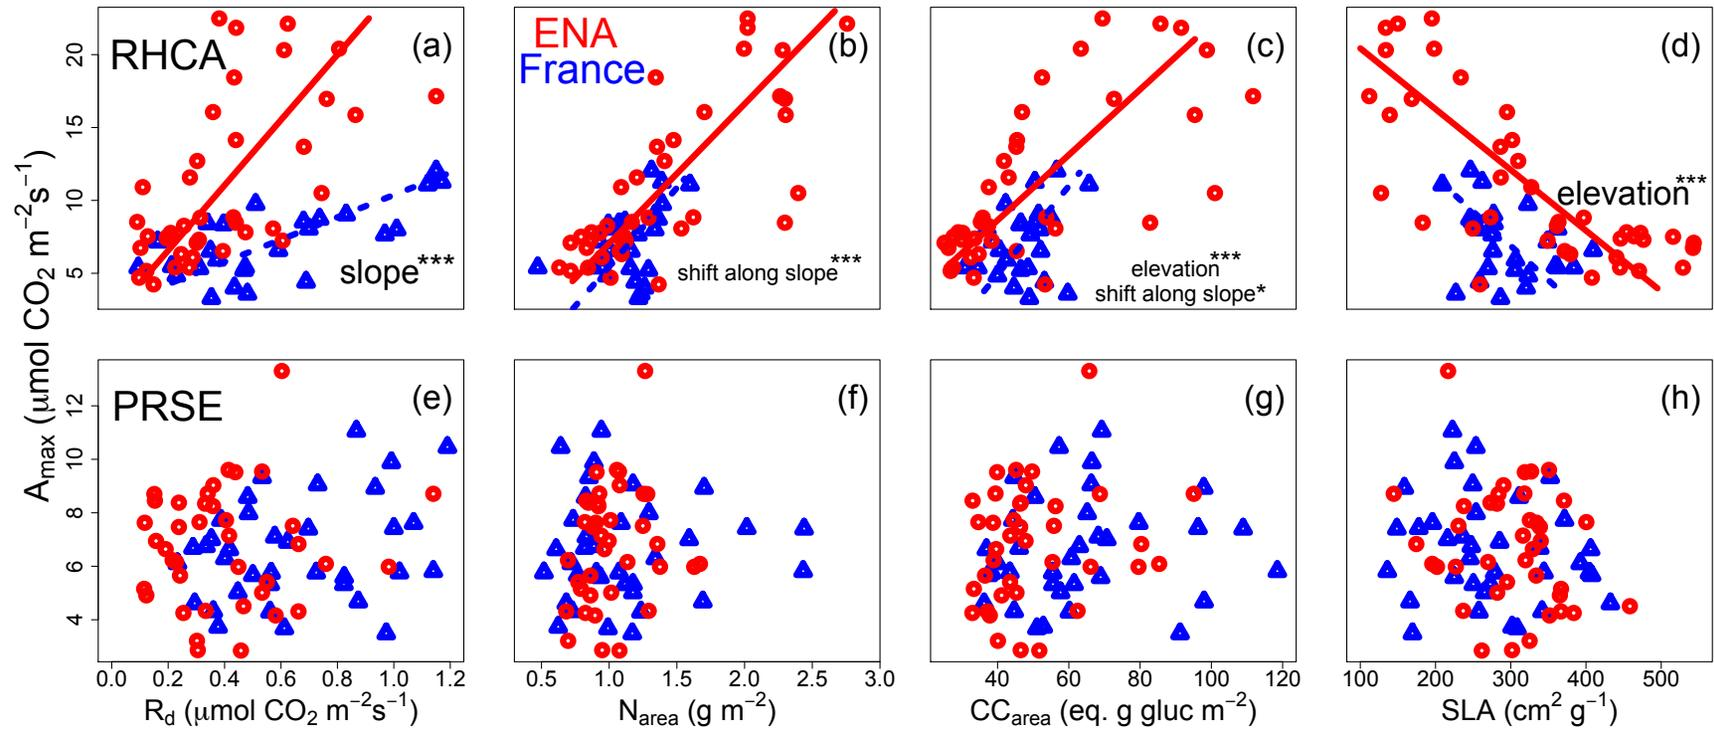 RHCA (a)
slope***
ENA (b)
France
shift along slope***
(c)
elevation***
shift along slope*
(d)
elevation***
20
15
10
5
Amax (μmol CO2 m−2s−1)
PRSE (e)
(f)
(g)
(h)
12
10
8
6
4
0.0 0.2 0.4 0.6 0.8 1.0 1.2
0.5 1.0 1.5 2.0 2.5 3.0
40 60 80 100 120
100 200 300 400 500
Rd (μmol CO2 m−2s−1)
Narea (g m−2)
CCarea (eq. g gluc m−2)
SLA (cm2 g−1)